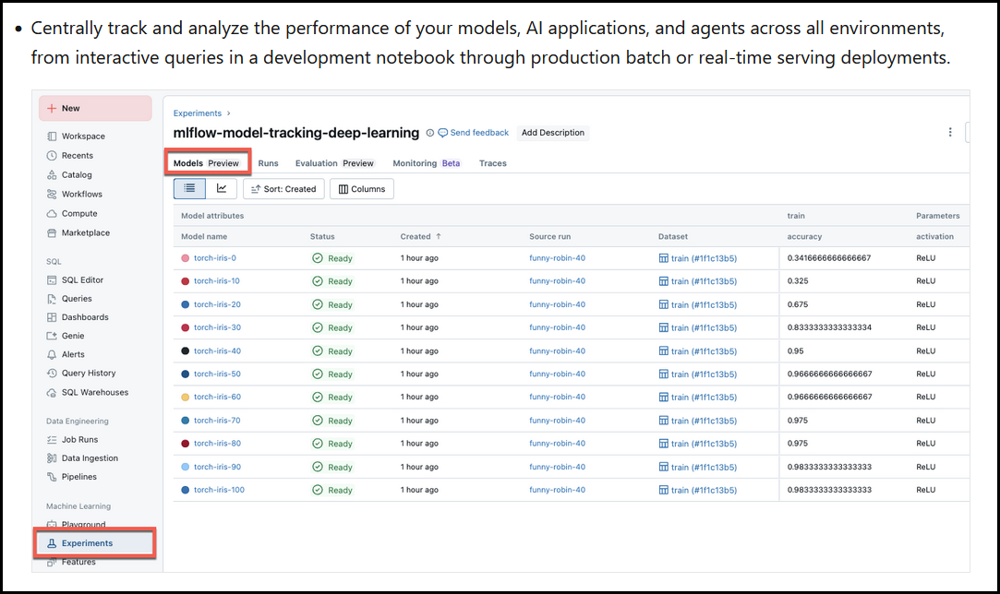 • Centrally track and analyze the performance of your models, AI applications, and agents across all environments,
from interactive queries in a development notebook through production batch or real-time serving deployments.
New
Workspace
Recents
Catalog
Workflows
Compute
Marketplace
SQL
SQL Editor
Queries
Dashboards
Genie
Alerts
Query History
SQL Warehouses
Data Engineering
Job Runs
Data Ingestion
Pipelines
Machine Learning
Playground
Experiments
Features
Experiments >
mlflow-model-tracking-deep-learning Send feedback Add Description
Models Preview Runs Evaluation Preview Monitoring Beta Traces
Sort: Created Columns
Model attributes train Parameters
Model name Status Created ↑ Source run Dataset accuracy activation
torch-iris-0 Ready 1 hour ago funny-robin-40 train (#1f1c13b5) 0.3416666666666667 ReLU
torch-iris-10 Ready 1 hour ago funny-robin-40 train (#1f1c13b5) 0.325 ReLU
torch-iris-20 Ready 1 hour ago funny-robin-40 train (#1f1c13b5) 0.675 ReLU
torch-iris-30 Ready 1 hour ago funny-robin-40 train (#1f1c13b5) 0.8333333333333334 ReLU
torch-iris-40 Ready 1 hour ago funny-robin-40 train (#1f1c13b5) 0.95 ReLU
torch-iris-50 Ready 1 hour ago funny-robin-40 train (#1f1c13b5) 0.9666666666666667 ReLU
torch-iris-60 Ready 1 hour ago funny-robin-40 train (#1f1c13b5) 0.9666666666666667 ReLU
torch-iris-70 Ready 1 hour ago funny-robin-40 train (#1f1c13b5) 0.975 ReLU
torch-iris-80 Ready 1 hour ago funny-robin-40 train (#1f1c13b5) 0.975 ReLU
torch-iris-90 Ready 1 hour ago funny-robin-40 train (#1f1c13b5) 0.9833333333333333 ReLU
torch-iris-100 Ready 1 hour ago funny-robin-40 train (#1f1c13b5) 0.9833333333333333 ReLU